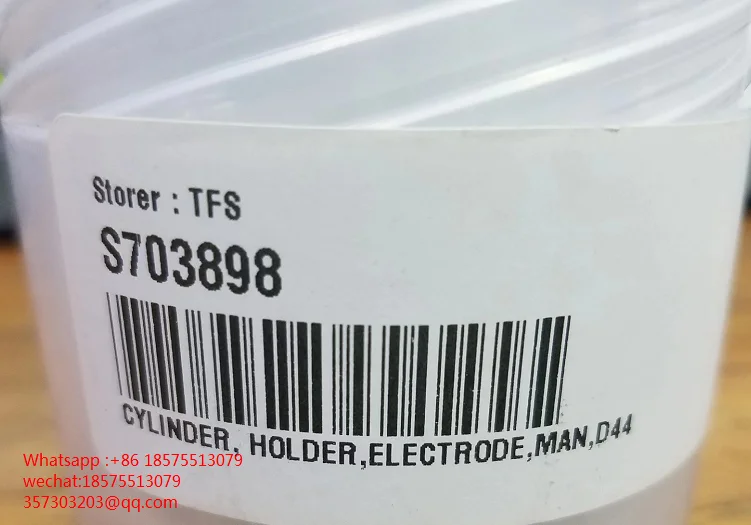 Storer : TFS
S703898
CYLINDER, HOLDER,ELECTRODE,MAN,D44
Whatsapp :+86 18575513079
wechat:18575513079
357303203@qq.com